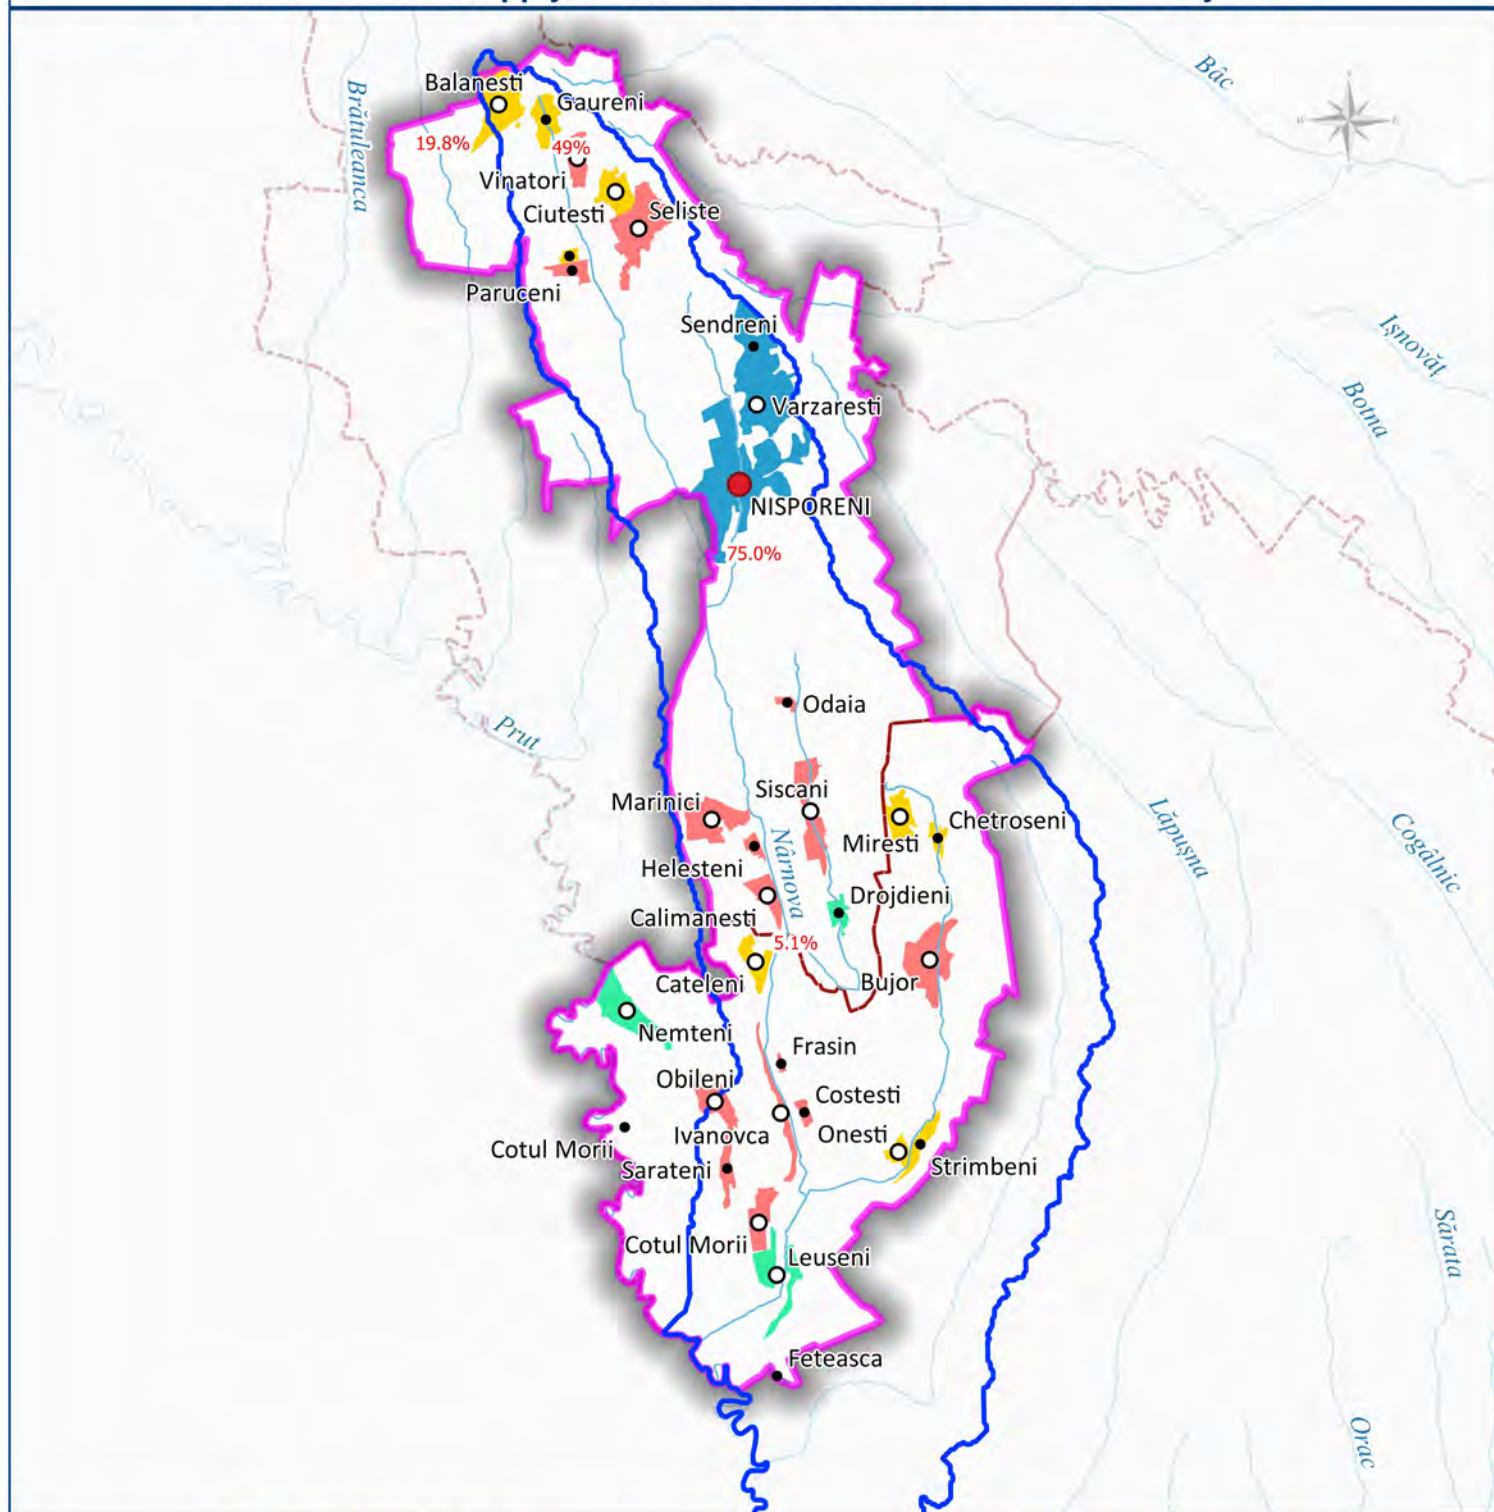 Bâc
Balanesti
Gaureni
Brătuleanca
19.8%
49%
Vinatori
Ciutesti
Seliste
Paruceni
Sendreni
Işnovăţ
Botna
Varzaresti
NISPORENI
75.0%
Odaia
Prut
Siscani
Marinici
Chetroseni
Miresti
Lăpuşna
Cogâlnic
Nârnova
Helesteni
Drojdieni
Calimanesti
5.1%
Cateleni
Bujor
Nemteni
Frasin
Obileni
Costesti
Ivanovca
Onesti
Cotul Morii
Sarateni
Strimbeni
Sărata
Cotul Morii
Leuseni
Feteasca
Orac